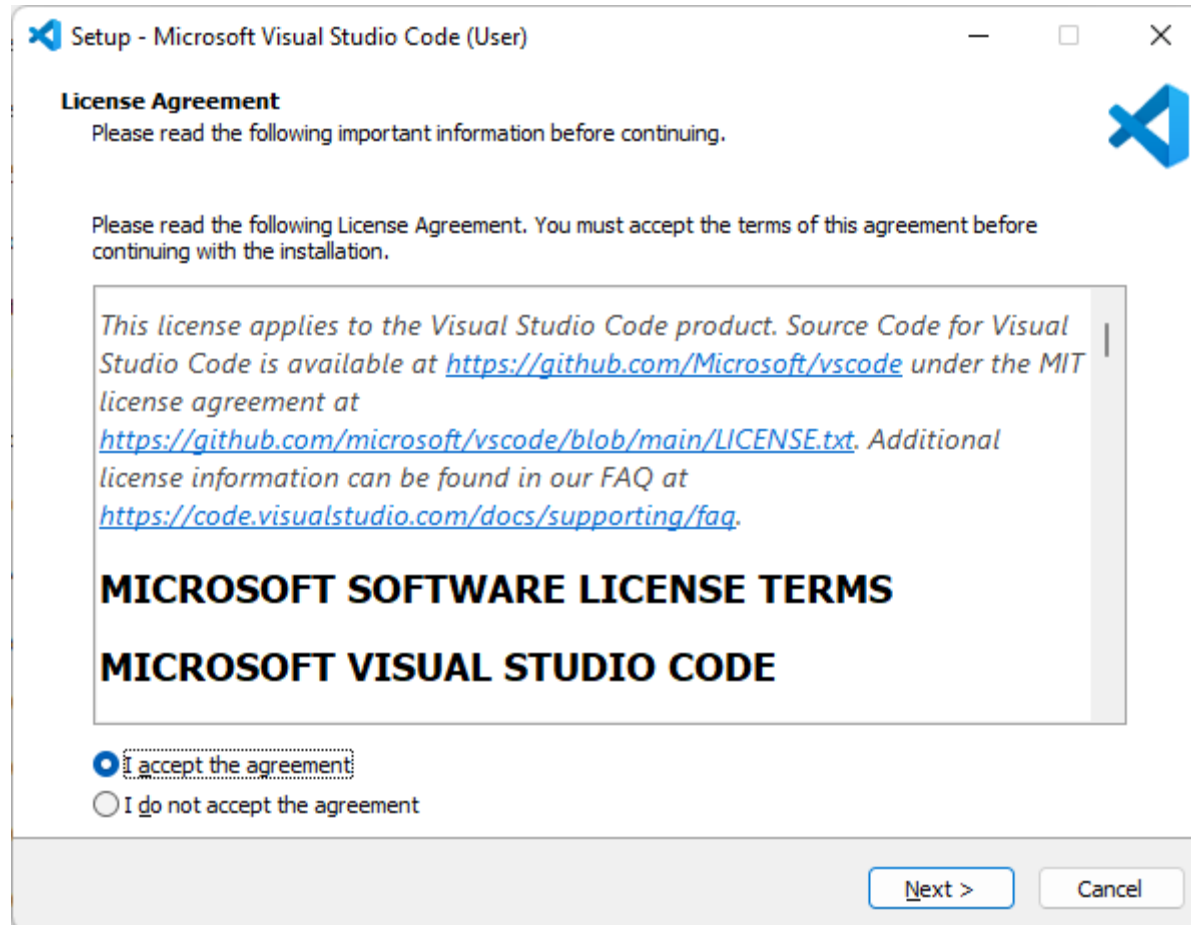 Setup - Microsoft Visual Studio Code (User)
License Agreement
Please read the following important information before continuing.
Please read the following License Agreement. You must accept the terms of this agreement before
continuing with the installation.
This license applies to the Visual Studio Code product. Source Code for Visual
Studio Code is available at https://github.com/Microsoft/vscode under the MIT
license agreement at
https://github.com/microsoft/vscode/blob/main/LICENSE.txt. Additional
license information can be found in our FAQ at
https://code.visualstudio.com/docs/supporting/faq.
MICROSOFT SOFTWARE LICENSE TERMS
MICROSOFT VISUAL STUDIO CODE
I accept the agreement
I do not accept the agreement
Next >
Cancel